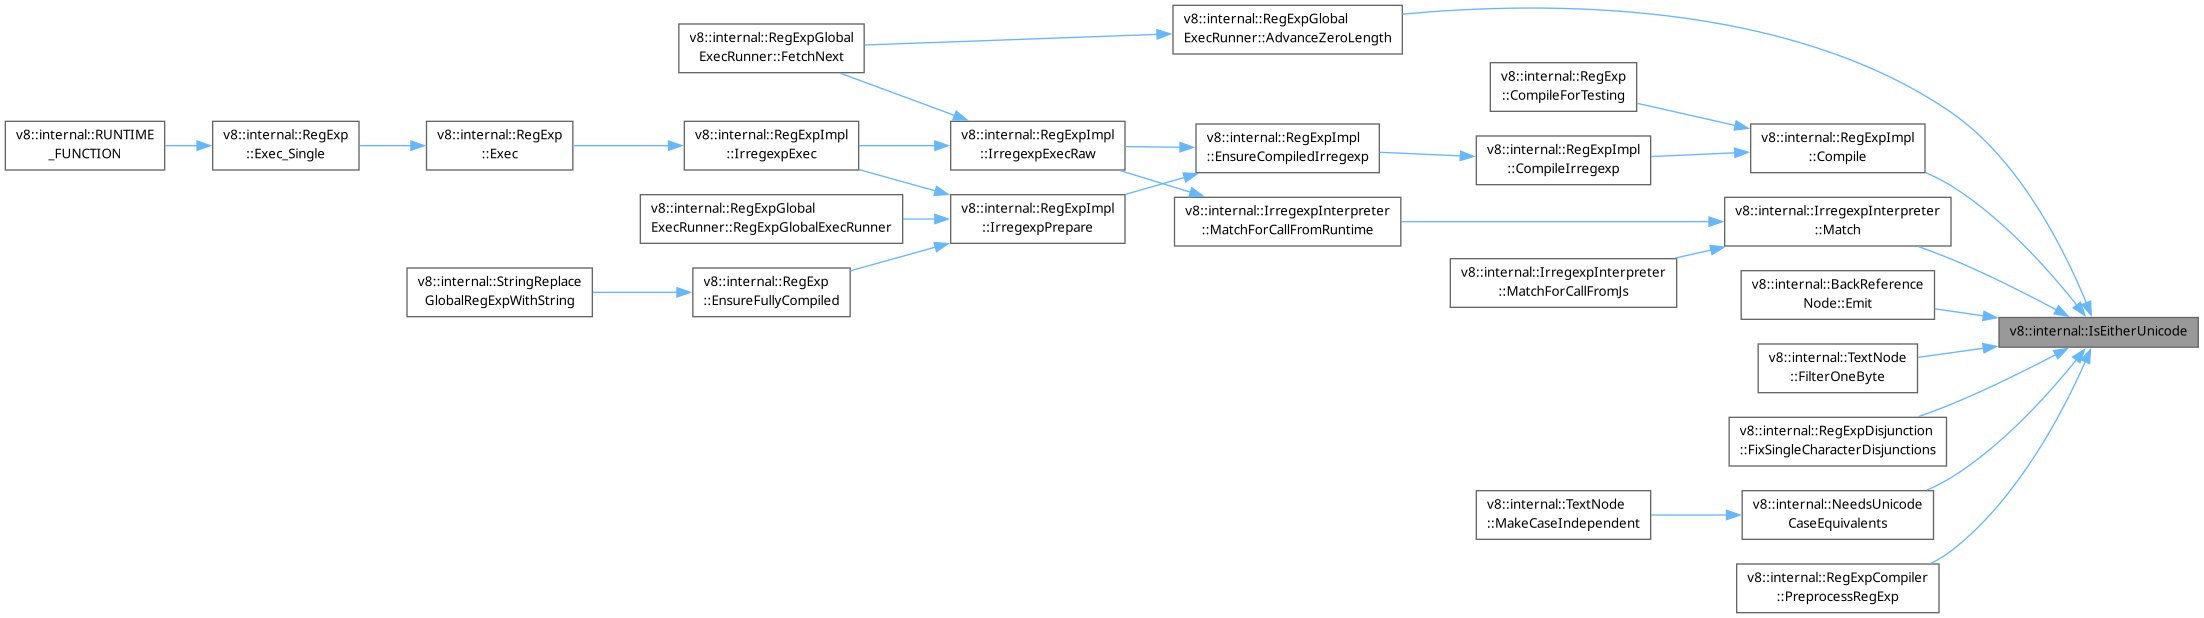 v8::internal::RegExpGlobal
ExecRunner::AdvanceZeroLength
v8::internal::RegExpGlobal
ExecRunner::FetchNext
v8::internal::RegExp
::CompileForTesting
v8::internal::RUNTIME
_FUNCTION
v8::internal::RegExp
::Exec_Single
v8::internal::RegExp
::Exec
v8::internal::RegExpImpl
::IrregexpExec
v8::internal::RegExpImpl
::IrregexpExecRaw
v8::internal::RegExpImpl
::EnsureCompiledIrregexp
v8::internal::RegExpImpl
::CompileIrregexp
v8::internal::RegExpImpl
::Compile
v8::internal::RegExpGlobal
ExecRunner::RegExpGlobalExecRunner
v8::internal::RegExpImpl
::IrregexpPrepare
v8::internal::IrregexpInterpreter
::MatchForCallFromRuntime
v8::internal::IrregexpInterpreter
::Match
v8::internal::StringReplace
GlobalRegExpWithString
v8::internal::RegExp
::EnsureFullyCompiled
v8::internal::IrregexpInterpreter
::MatchForCallFromJs
v8::internal::BackReference
Node::Emit
v8::internal::IsEitherUnicode
v8::internal::TextNode
::FilterOneByte
v8::internal::RegExpDisjunction
::FixSingleCharacterDisjunctions
v8::internal::TextNode
::MakeCaseIndependent
v8::internal::NeedsUnicode
CaseEquivalents
v8::internal::RegExpCompiler
::PreprocessRegExp